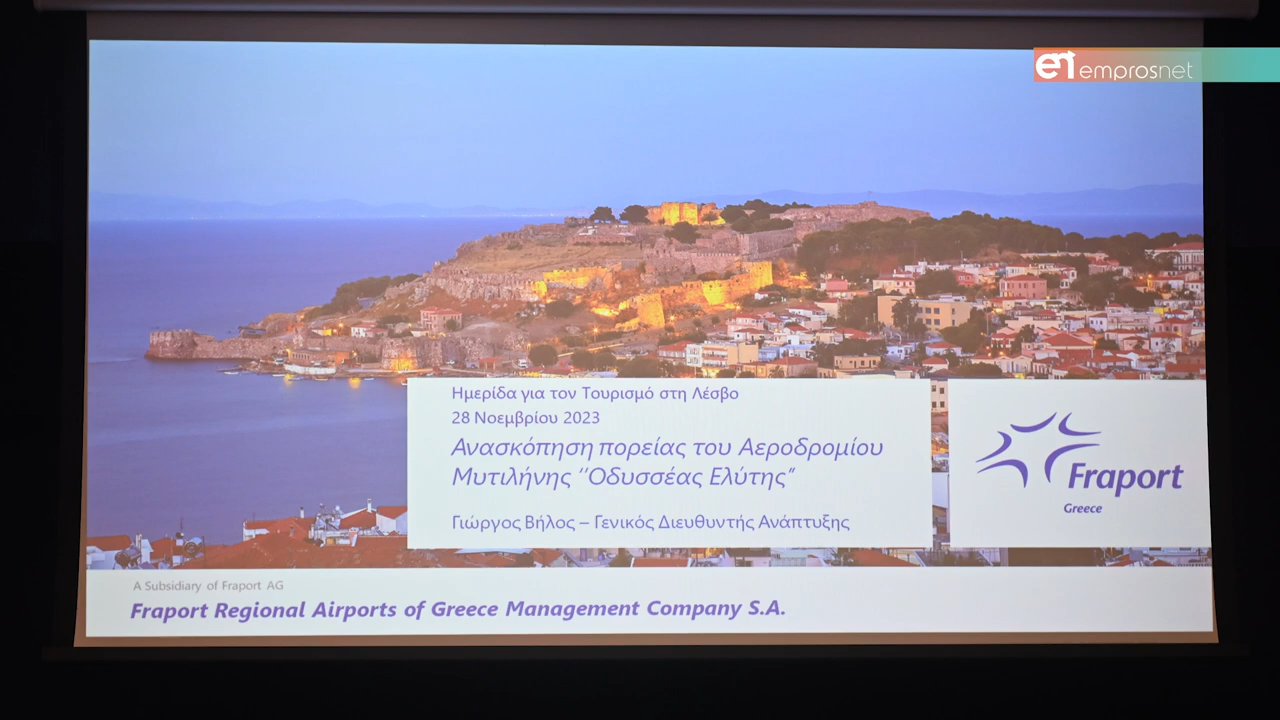 en emprosnet
Ημερίδα για τον Τουρισμό στη Λέσβο
28 Νοεμβρίου 2023
Ανασκόπηση πορείας του Αεροδρομίου
Μυτιλήνης ‘’Οδυσσέας Ελύτης’’
Γιώργος Βήλος – Γενικός Διευθυντής Ανάπτυξης
Fraport
Greece
A Subsidiary of Fraport AG
Fraport Regional Airports of Greece Management Company S.A.